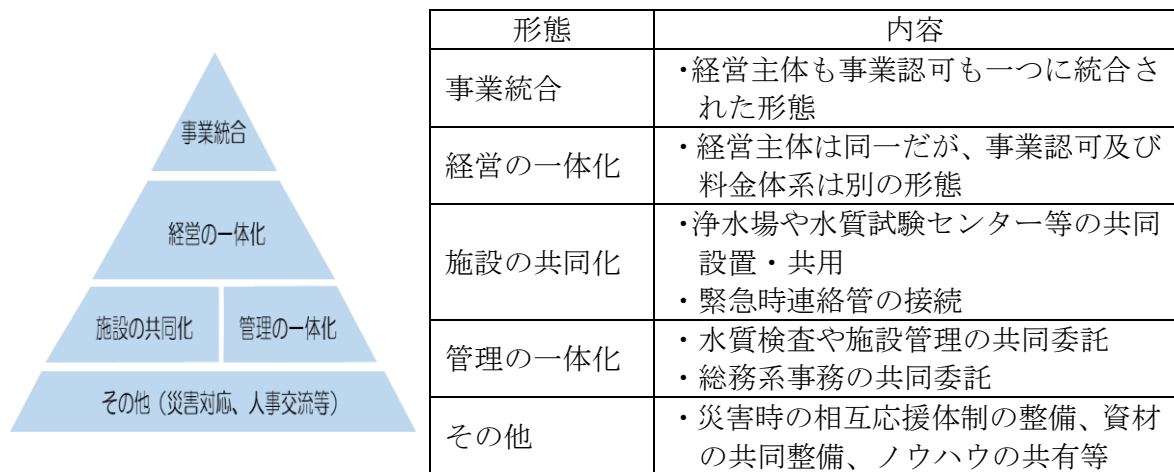 事業統合
経営の一体化
施設の共同化 管理の一体化
その他(災害対応、人事交流等)
形態 内容
事業統合 ・経営主体も事業認可も一つに統合さ
れた形態
経営の一体化 ・経営主体は同一だが、事業認可及び
料金体系は別の形態
施設の共同化 ・浄水場や水質試験センター等の共同
設置・共用
・緊急時連絡管の接続
管理の一体化 ・水質検査や施設管理の共同委託
・総務系事務の共同委託
その他 ・災害時の相互応援体制の整備、資材
の共同整備、ノウハウの共有等